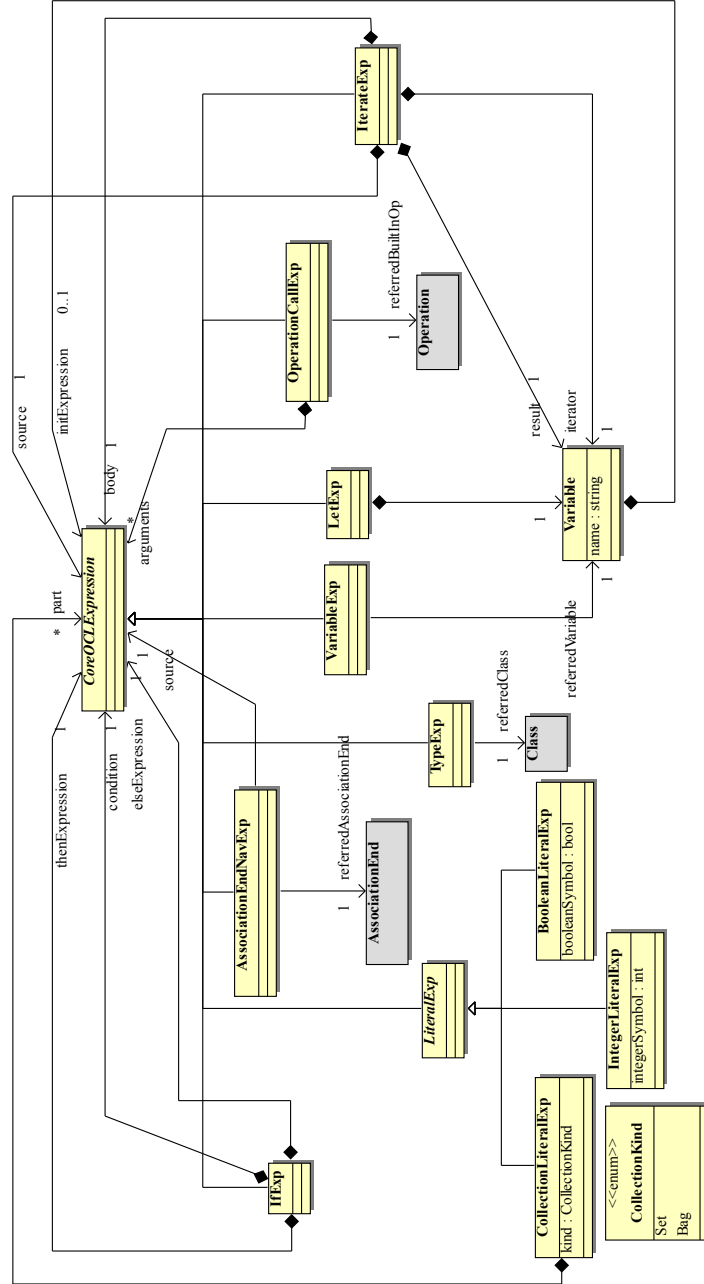 part
*
thenExpression
1
condition
1
elseExpression
1
CoreOCLExpression
source
1
initExpression
0..1
body
1
*
arguments
source
1
IfExp
AssociationEndNavExp
referredAssociationEnd
1
AssociationEnd
VariableExp
LetExp
OperationCallExp
referredBuiltInOp
1
Operation
IterateExp
LiteralExp
TypeExp
referredClass
1
Class
referredVariable
1
1
result
1
iterator
1
Variable
name : string
CollectionLiteralExp
kind : CollectionKind
BooleanLiteralExp
booleanSymbol : bool
IntegerLiteralExp
integerSymbol : int
<<enum>>
CollectionKind
Set
Bag